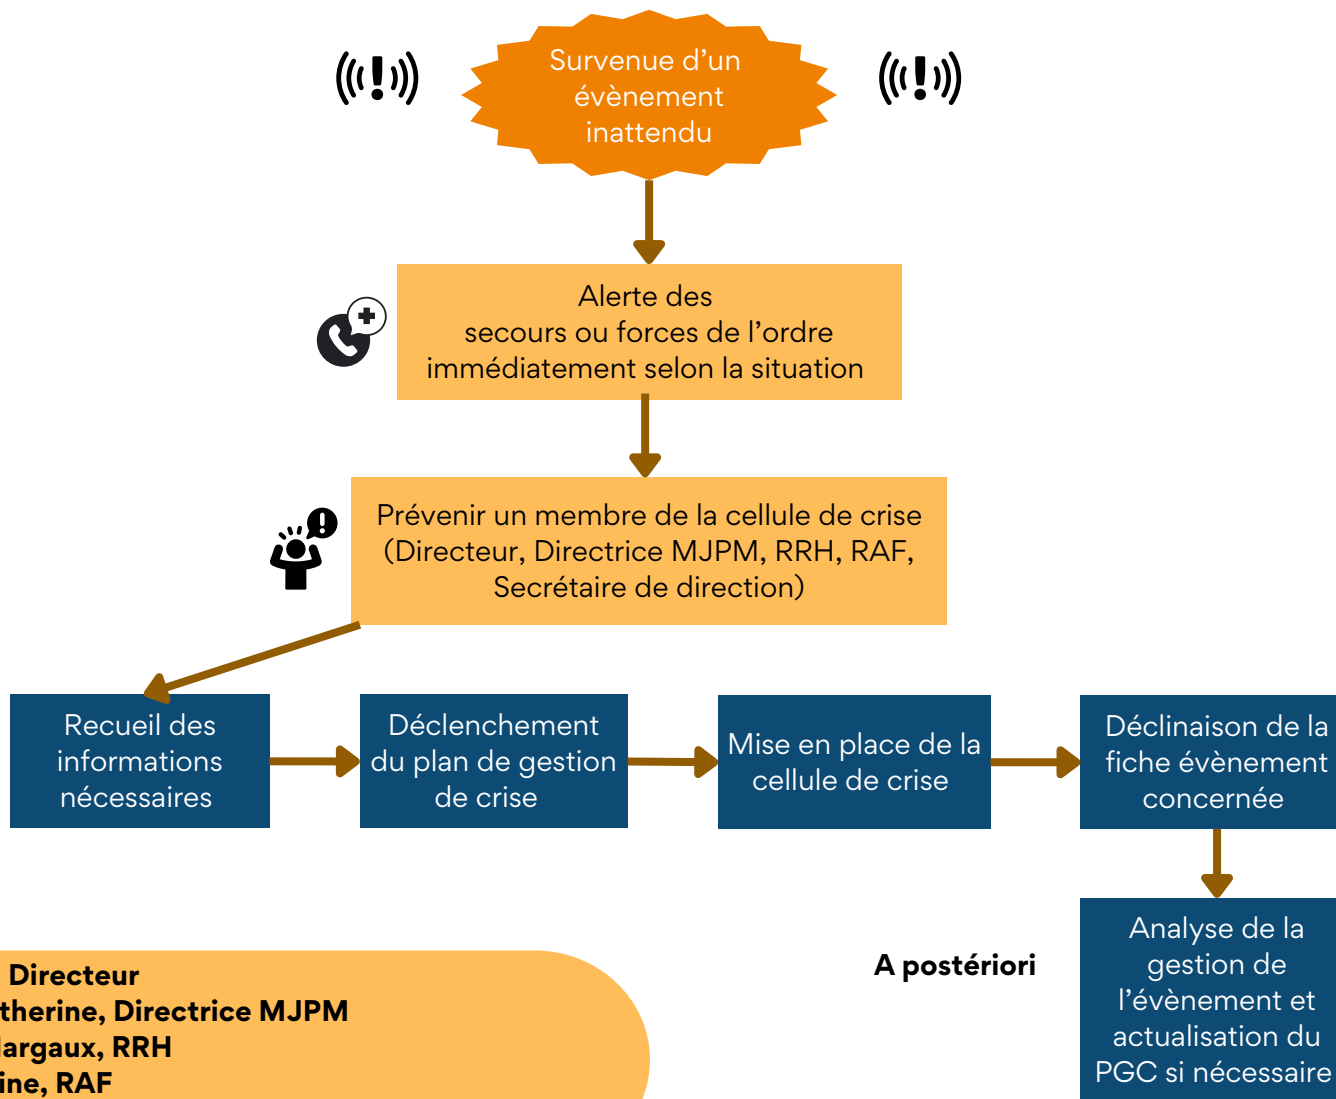 Survenue d'un
évènement
inattendu
Alerte des
secours ou forces de l'ordre
immédiatement selon la situation
Prévenir un membre de la cellule de crise
(Directeur, Directrice MJPM, RRH, RAF,
Secrétaire de direction)
Recueil des
informations
nécessaires
Déclenchement
du plan de gestion
de crise
Mise en place de la
cellule de crise
Déclinaison de la
fiche évènement
concernée
A postériori
Analyse de la
gestion de
l'évènement et
actualisation du
PGC si nécessaire
Directeur
Directrice MJPM
RRH
RAF